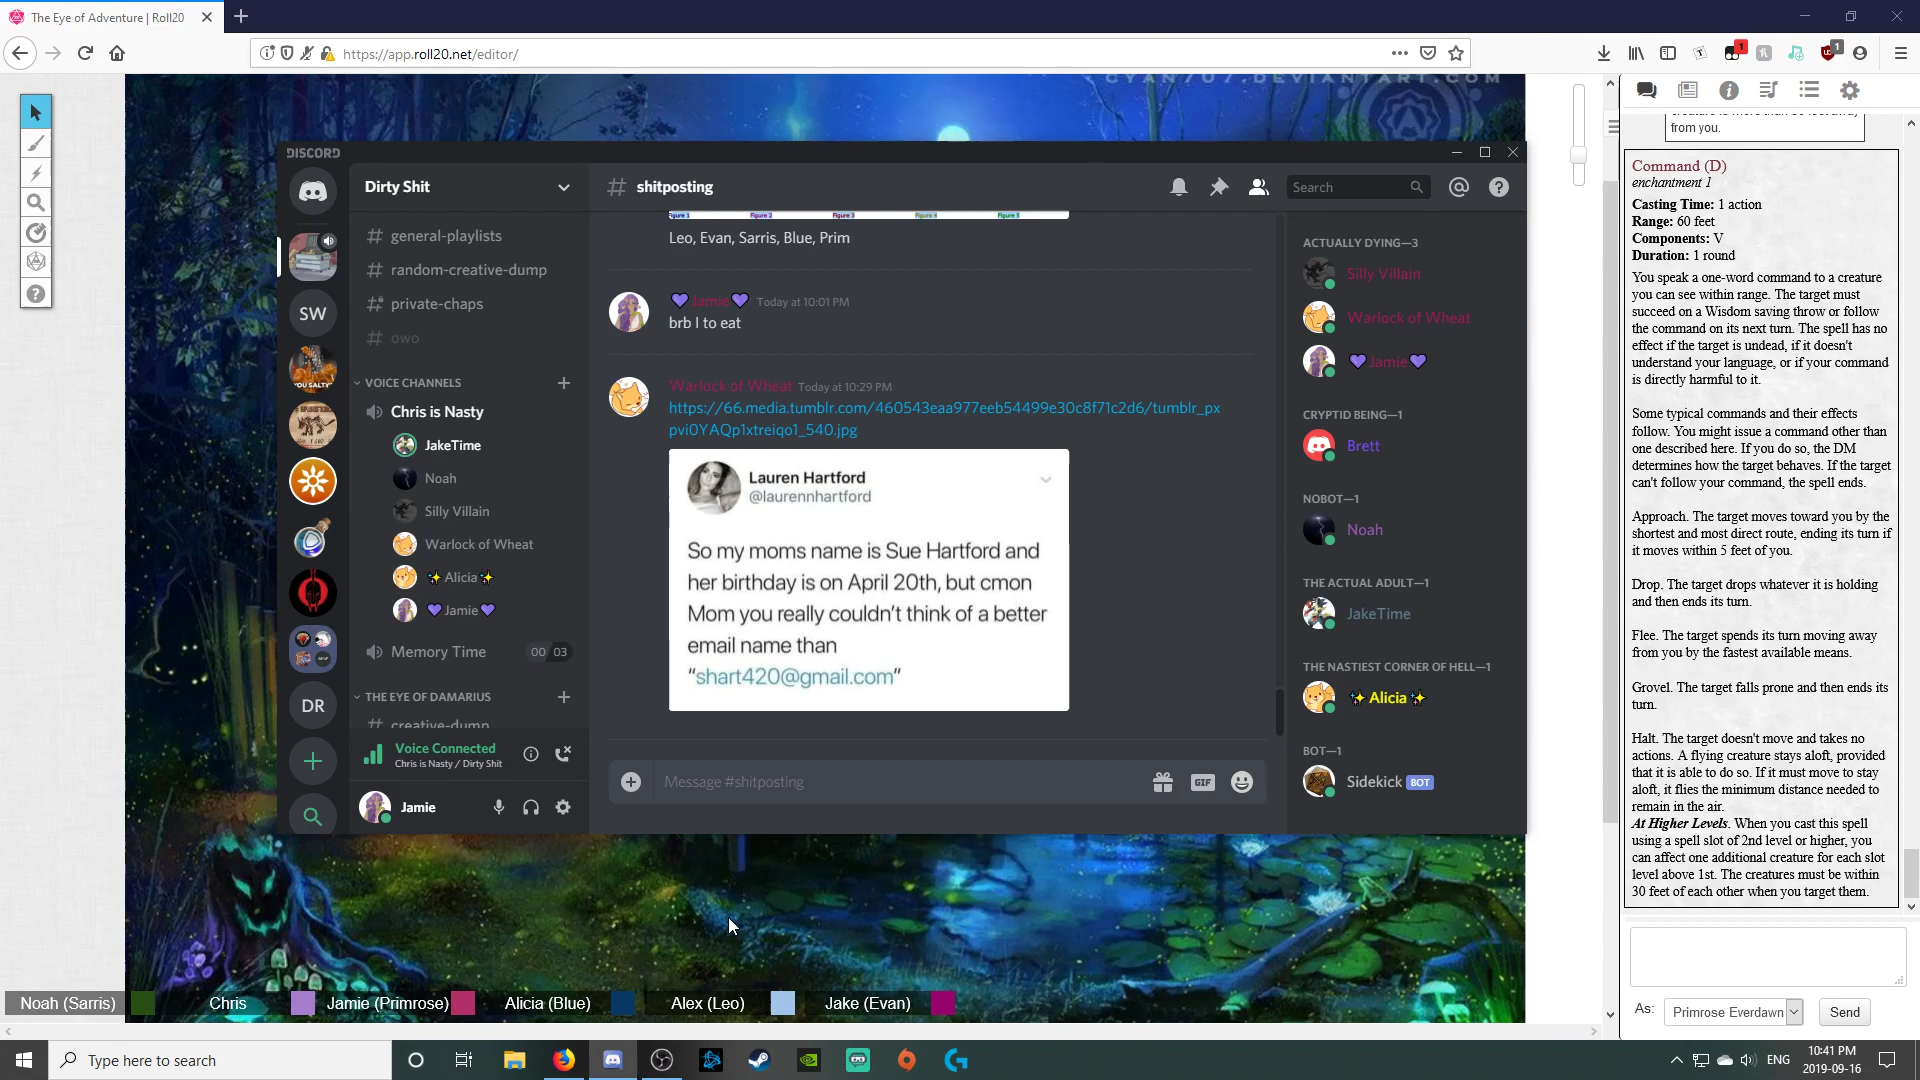 The Eye of Adventure | Roll20
https://app.roll20.net/editor/
1
1
CYAN707.DEVIANTART.COM
DISCORD
Dirty Shit
shitposting
Search
general-playlists
random-creative-dump
private-chaps
owo
VOICE CHANNELS
Chris is Nasty
JakeTime
Noah
Silly Villain
Warlock of Wheat
Alicia
Jamie
Memory Time
00 03
THE EYE OF DAMARIUS
creative-dump
Voice Connected
Chris is Nasty / Dirty Shit
Jamie
SW
YOU SALTY
DR
Figure 1 Figure 2 Figure 3 Figure 4 Figure 5
Leo, Evan, Sarris, Blue, Prim
Jamie Today at 10:01 PM
brb I to eat
Warlock of Wheat Today at 10:29 PM
https://66.media.tumblr.com/460543eaa977eeb54499e30c8f71c2d6/tumblr_px
pvi0YAQp1xtreiqo1_540.jpg
Lauren Hartford
@laurennhartford
So my moms name is Sue Hartford and
her birthday is on April 20th, but cmon
Mom you really couldn't think of a better
email name than
"shart420@gmail.com"
Message #shitposting
GIF
ACTUALLY DYING—3
Silly Villain
Warlock of Wheat
Jamie
CRYPTID BEING—1
Brett
NOBOT—1
Noah
THE ACTUAL ADULT—1
JakeTime
THE NASTIEST CORNER OF HELL—1
Alicia
BOT—1
Sidekick BOT
from you.
Command (D)
enchantment 1
Casting Time: 1 action
Range: 60 feet
Components: V
Duration: 1 round
You speak a one-word command to a creature
you can see within range. The target must
succeed on a Wisdom saving throw or follow
the command on its next turn. The spell has no
effect if the target is undead, if it doesn't
understand your language, or if your command
is directly harmful to it.
Some typical commands and their effects
follow. You might issue a command other than
one described here. If you do so, the DM
determines how the target behaves. If the target
can't follow your command, the spell ends.
Approach. The target moves toward you by the
shortest and most direct route, ending its turn if
it moves within 5 feet of you.
Drop. The target drops whatever it is holding
and then ends its turn.
Flee. The target spends its turn moving away
from you by the fastest available means.
Grovel. The target falls prone and then ends its
turn.
Halt. The target doesn't move and takes no
actions. A flying creature stays aloft, provided
that it is able to do so. If it must move to stay
aloft, it flies the minimum distance needed to
remain in the air.
At Higher Levels. When you cast this spell
using a spell slot of 2nd level or higher, you
can affect one additional creature for each slot
level above 1st. The creatures must be within
30 feet of each other when you target them.
As: Primrose Everdawn Send
Noah (Sarris) Chris Jamie (Primrose) Alicia (Blue) Alex (Leo) Jake (Evan)
Type here to search
ENG
10:41 PM
2019-09-16